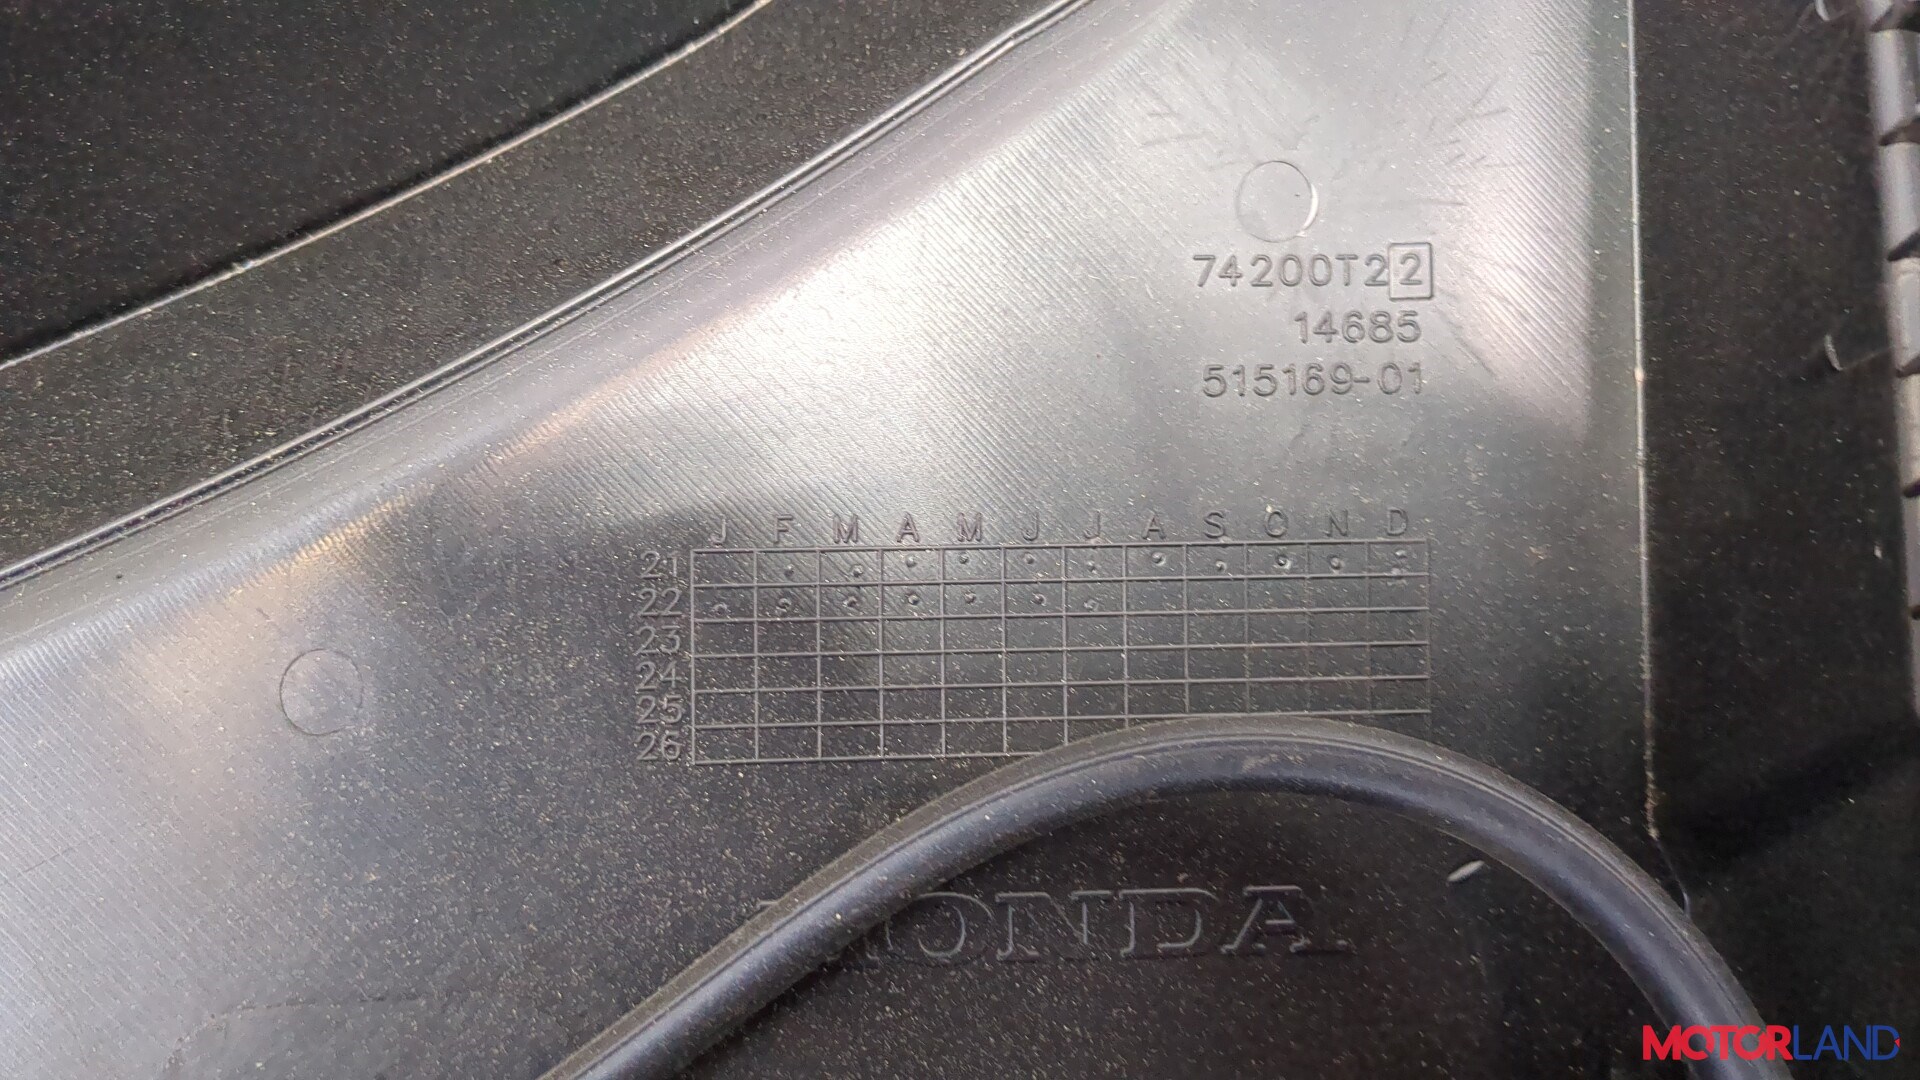 74200T22
14685
515169-01
J F M A M J J A S O N D
21
22
23
24
25
26
HONDA
MOTORLAND